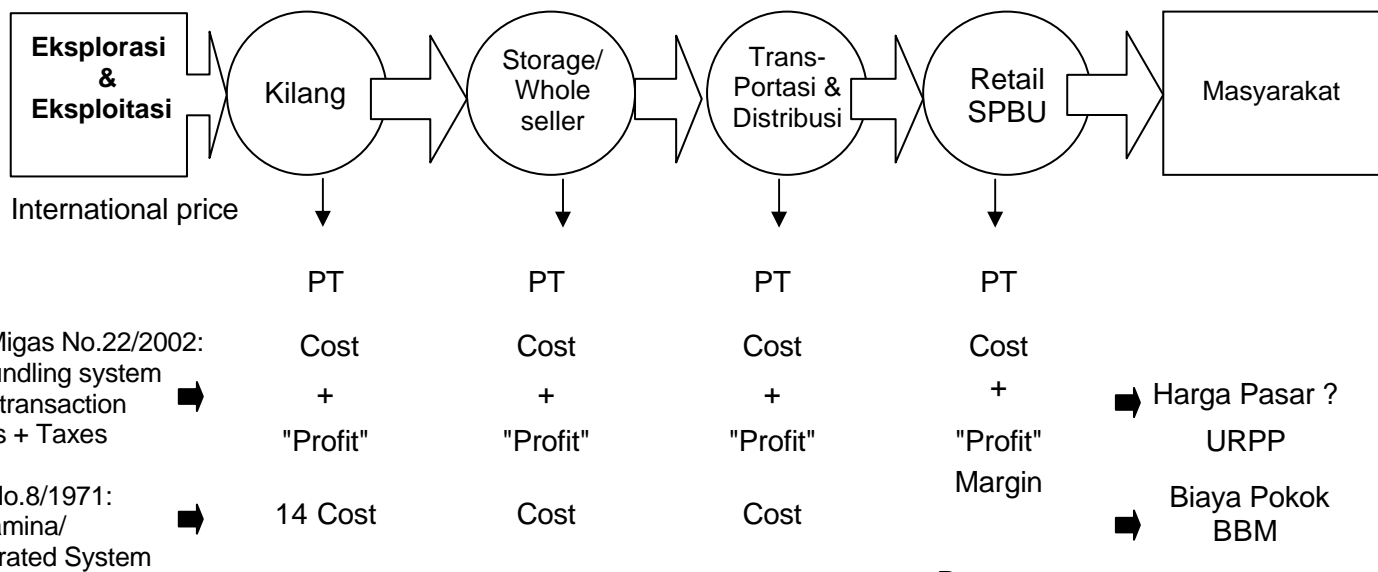 Eksplorasi
&
Eksploitasi
Kilang
Storage/
Whole
seller
Trans-
Portasi &
Distribusi
Retail
SPBU
Masyarakat
International price
PT PT PT PT
Migas No.22/2002: Cost Cost Cost Cost
undling system
transaction + + + + Harga Pasar ?
s + Taxes "Profit" "Profit" "Profit" "Profit" URPP
Margin
No.8/1971: 14 Cost Cost Cost Biaya Pokok
amina/ BBM
rated System